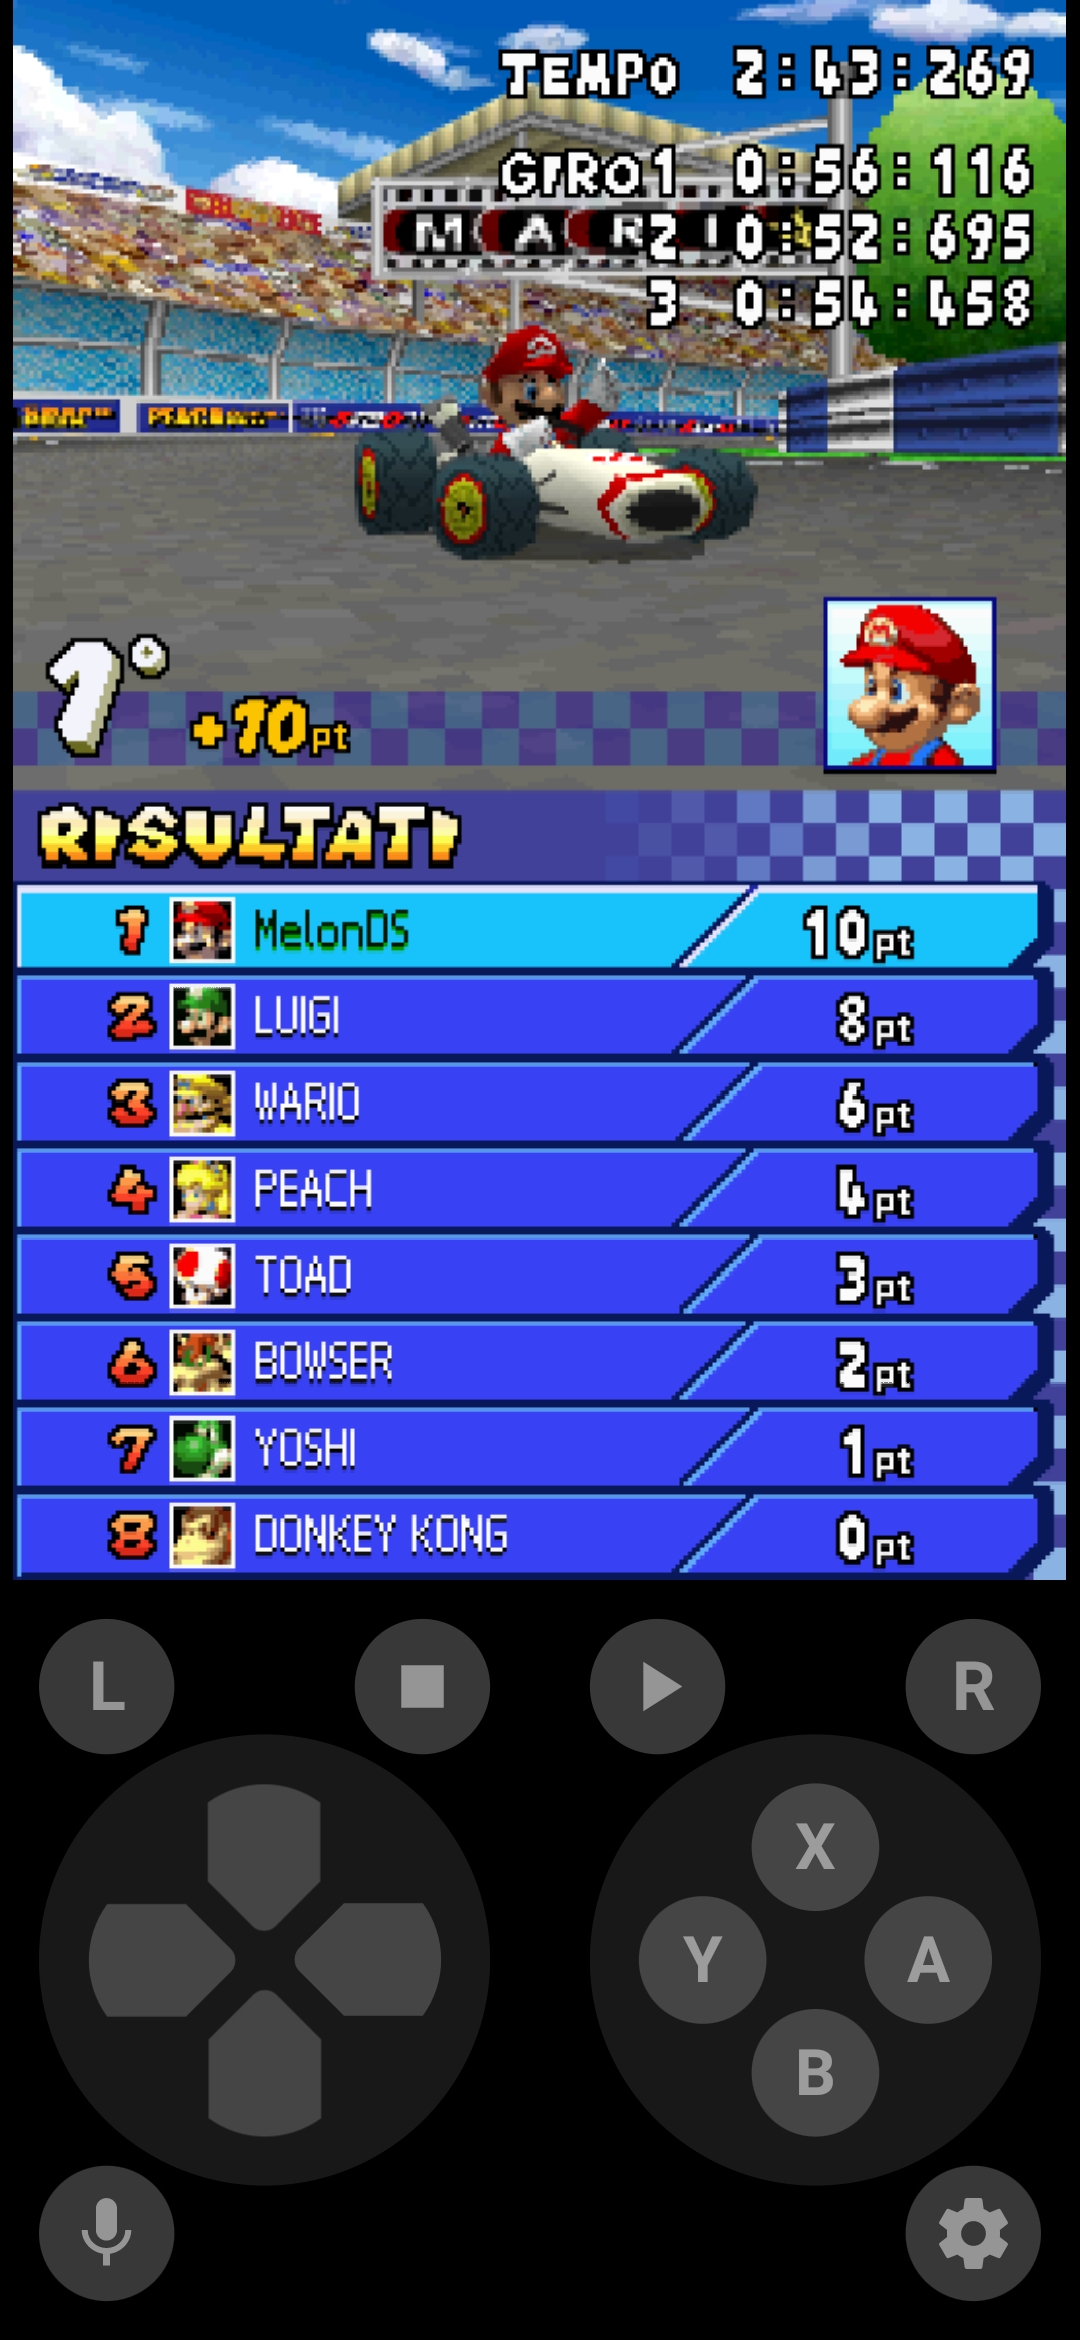 TEMPO 2:43:269
GIRO 1 0:56:116
2 0:52:695
3 0:54:458
MARI
1°
+10pt
RISULTATI
1 MelonDS 10pt
2 LUIGI 8pt
3 WARIO 6pt
4 PEACH 4pt
5 TOAD 3pt
6 BOWSER 2pt
7 YOSHI 1pt
8 DONKEY KONG 0pt
L R
X
Y A
B